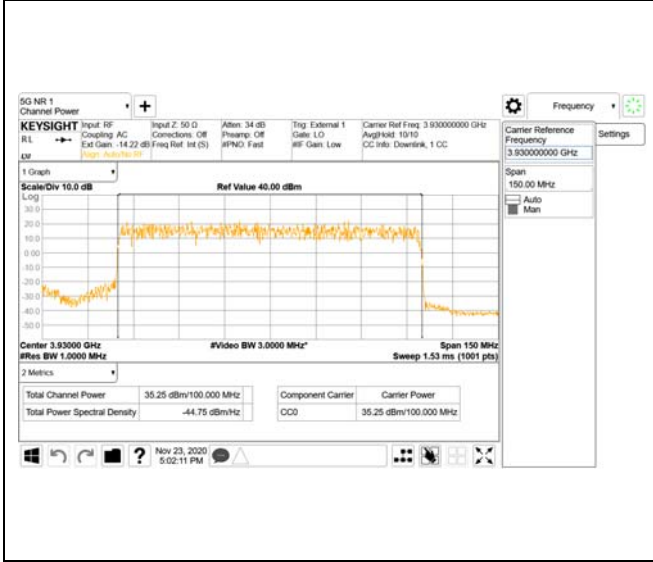 5G NR 1
Channel Power
Frequency
KEYSIGHT Input: RF Input Z: 50 Ω Atten: 34 dB Trig: External 1 Carrier Ref Freq: 3.930000000 GHz
RL Coupling: AC Corrections: Off Preamp: Off Gate: LO Avg|Hold: 10/10
Ext Gain: -14.22 dB Freq Ref: Int (S) #PNO: Fast #IF Gain: Low CC Info: Downlink, 1 CC
Align: Auto/No RF
Carrier Reference
Frequency
3.930000000 GHz
Settings
Span
150.00 MHz
Auto
Man
1 Graph
Scale/Div 10.0 dB Ref Value 40.00 dBm
Log
30.0
20.0
10.0
0.00
-10.0
-20.0
-30.0
-40.0
-50.0
Center 3.93000 GHz #Video BW 3.0000 MHz* Span 150 MHz
#Res BW 1.0000 MHz Sweep 1.53 ms (1001 pts)
2 Metrics
Total Channel Power 35.25 dBm/100.000 MHz Component Carrier Carrier Power
Total Power Spectral Density -44.75 dBm/Hz CC0 35.25 dBm/100.000 MHz
Nov 23, 2020
5:02:11 PM